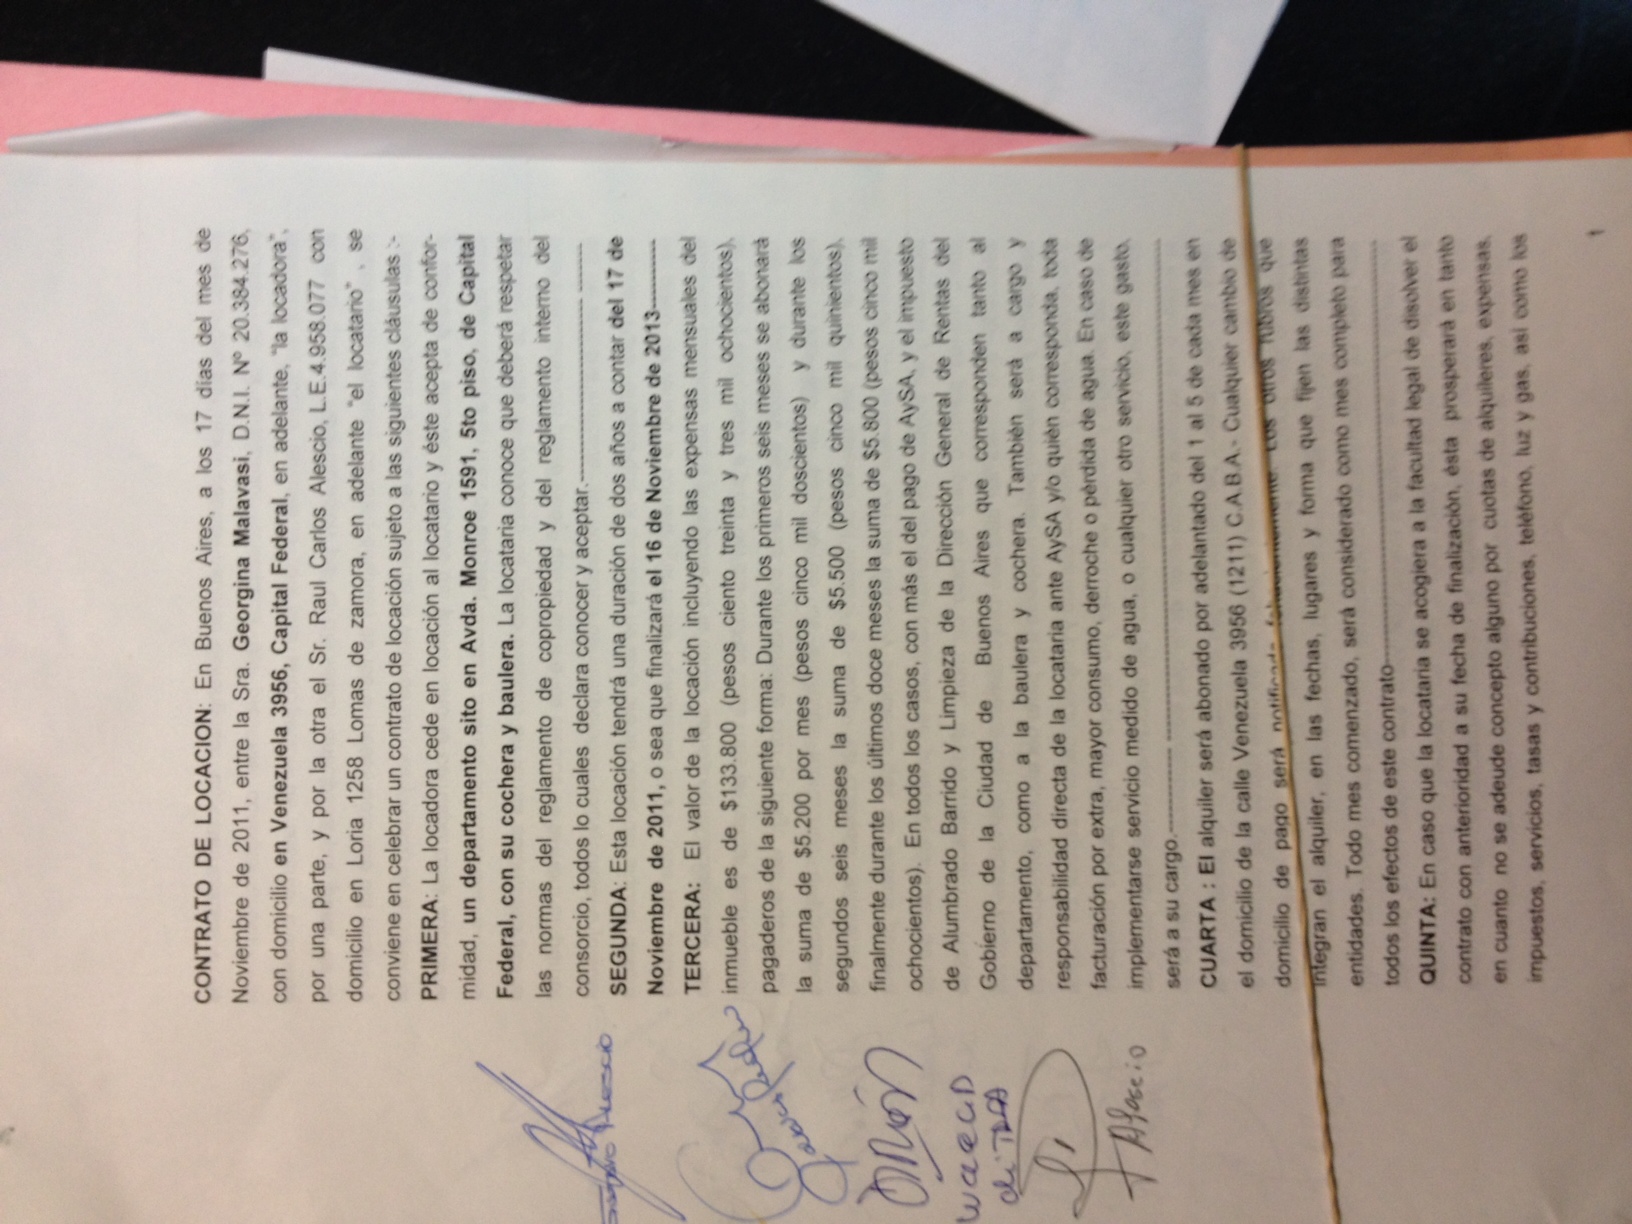 CONTRATO DE LOCACION: En Buenos Aires, a los 17 días del mes de
Noviembre de 2011, entre la Sra. Georgina Malavasi, D.N.I. Nº 20.384.276,
con domicilio en Venezuela 3956, Capital Federal, en adelante, "la locadora",
por una parte, y por la otra el Sr. Raul Carlos Alescio, L.E.4.958.077 con
domicilio en Loria 1258 Lomas de zamora, en adelante "el locatario" , se
conviene en celebrar un contrato de locación sujeto a las siguientes cláusulas :-
PRIMERA: La locadora cede en locación al locatario y éste acepta de confor-
midad, un departamento sito en Avda. Monroe 1591, 5to piso, de Capital
Federal, con su cochera y baulera. La locataria conoce que deberá respetar
las normas del reglamento de copropiedad y del reglamento interno del
consorcio, todos lo cuales declara conocer y aceptar.---------------------- ------
SEGUNDA: Esta locación tendrá una duración de dos años a contar del 17 de
Noviembre de 2011, o sea que finalizará el 16 de Noviembre de 2013----------
TERCERA: El valor de la locación incluyendo las expensas mensuales del
inmueble es de $133.800 (pesos ciento treinta y tres mil ochocientos),
pagaderos de la siguiente forma: Durante los primeros seis meses se abonará
la suma de $5.200 por mes (pesos cinco mil doscientos) y durante los
segundos seis meses la suma de $5.500 (pesos cinco mil quinientos),
finalmente durante los últimos doce meses la suma de $5.800 (pesos cinco mil
ochocientos). En todos los casos, con más el del pago de AySA, y el impuesto
de Alumbrado Barrido y Limpieza de la Dirección General de Rentas del
Gobierno de la Ciudad de Buenos Aires que corresponden tanto al
departamento, como a la baulera y cochera. También será a cargo y
responsabilidad directa de la locataria ante AySA y/o quién corresponda, toda
facturación por extra, mayor consumo, derroche o pérdida de agua. En caso de
implementarse servicio medido de agua, o cualquier otro servicio, este gasto,
será a su cargo.---------- ------------------------------------------------------------
CUARTA : El alquiler será abonado por adelantado del 1 al 5 de cada mes en
el domicilio de la calle Venezuela 3956 (1211) C.A.B.A.- Cualquier cambio de
domicilio de pago será notificado fehacientemente. Los otros rubros que
integran el alquiler, en las fechas, lugares y forma que fijen las distintas
entidades. Todo mes comenzado, será considerado como mes completo para
todos los efectos de este contrato--------------------------------------------------
QUINTA: En caso que la locataria se acogiera a la facultad legal de disolver el
contrato con anterioridad a su fecha de finalización, ésta prosperará en tanto
en cuanto no se adeude concepto alguno por cuotas de alquileres, expensas,
impuestos, servicios, tasas y contribuciones, teléfono, luz y gas, así como los
1
Alescio